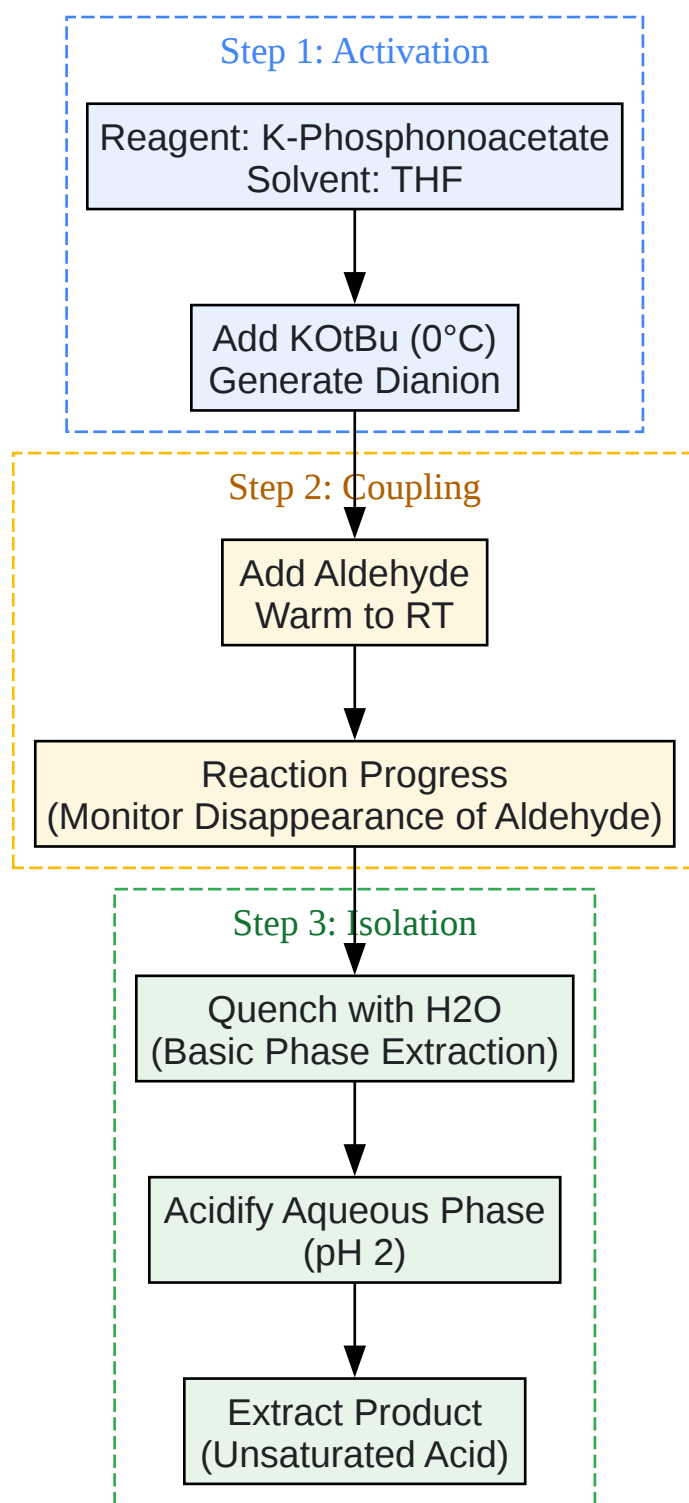 Step 1: Activation
Reagent: K-Phosphonoacetate
Solvent: THF
Add KOtBu (0°C)
Generate Dianion
Step 2: Coupling
Add Aldehyde
Warm to RT
Reaction Progress
(Monitor Disappearance of Aldehyde)
Step 3: Isolation
Quench with H2O
(Basic Phase Extraction)
Acidify Aqueous Phase
(pH 2)
Extract Product
(Unsaturated Acid)